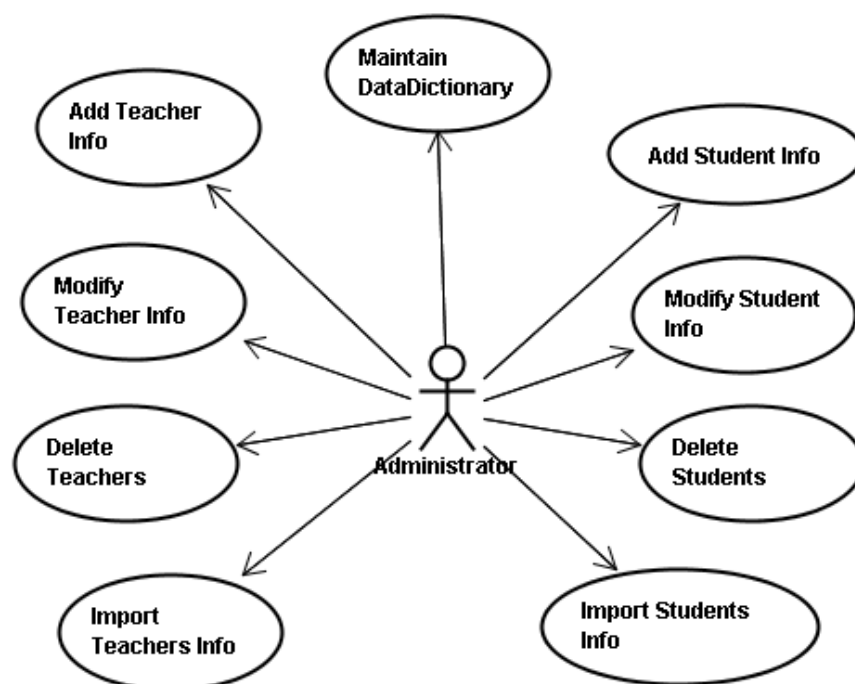 Maintain
DataDictionary
Add Teacher
Info
Add Student Info
Modify
Teacher Info
Modify Student
Info
Delete
Teachers
Administrator
Delete
Students
Import
Teachers Info
Import Students
Info